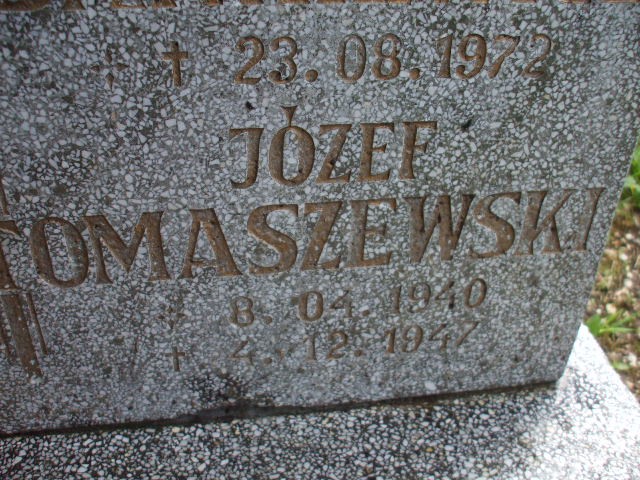 * † 23. 08. 1972
JÓZEF
TOMASZEWSKI
* 8. 04. 1940
† 4. 12. 1947